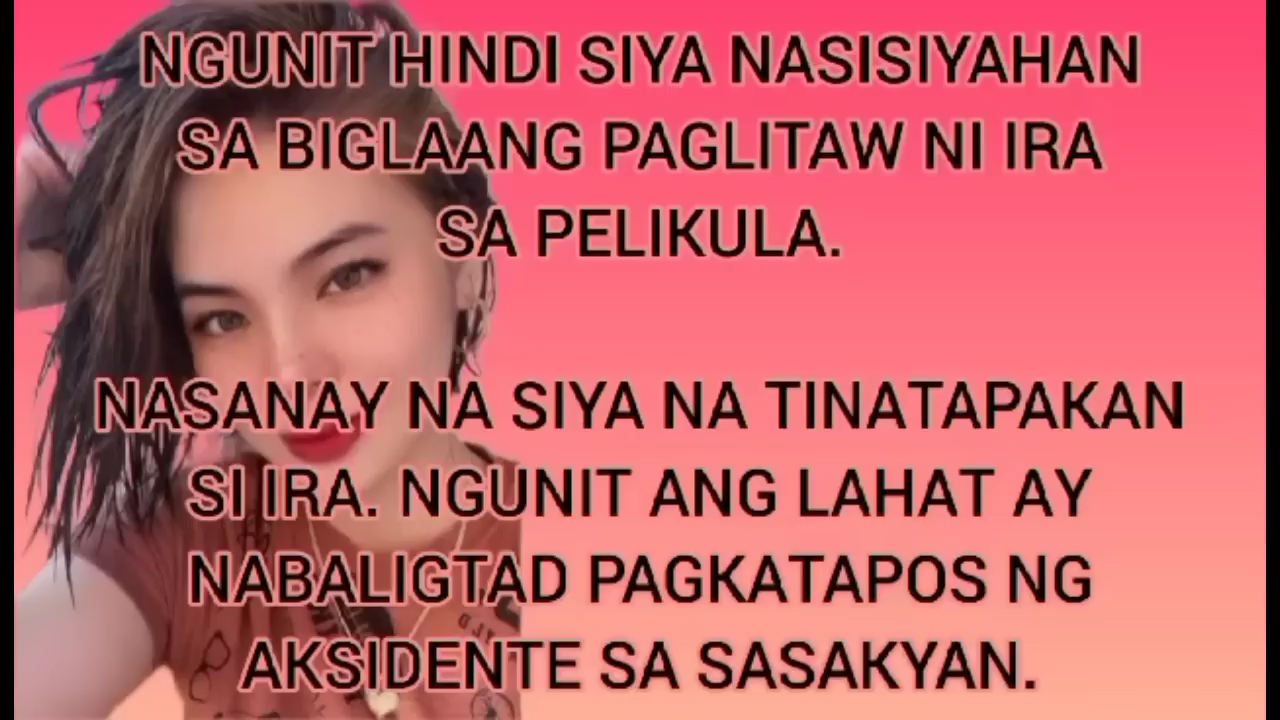 NGUNIT HINDI SIYA NASISIYAHAN
SA BIGLAANG PAGLITAW NI IRA
SA PELIKULA.
NASANAY NA SIYA NA TINATAPAKAN
SI IRA. NGUNIT ANG LAHAT AY
NABALIGTAD PAGKATAPOS NG
AKSIDENTE SA SASAKYAN.